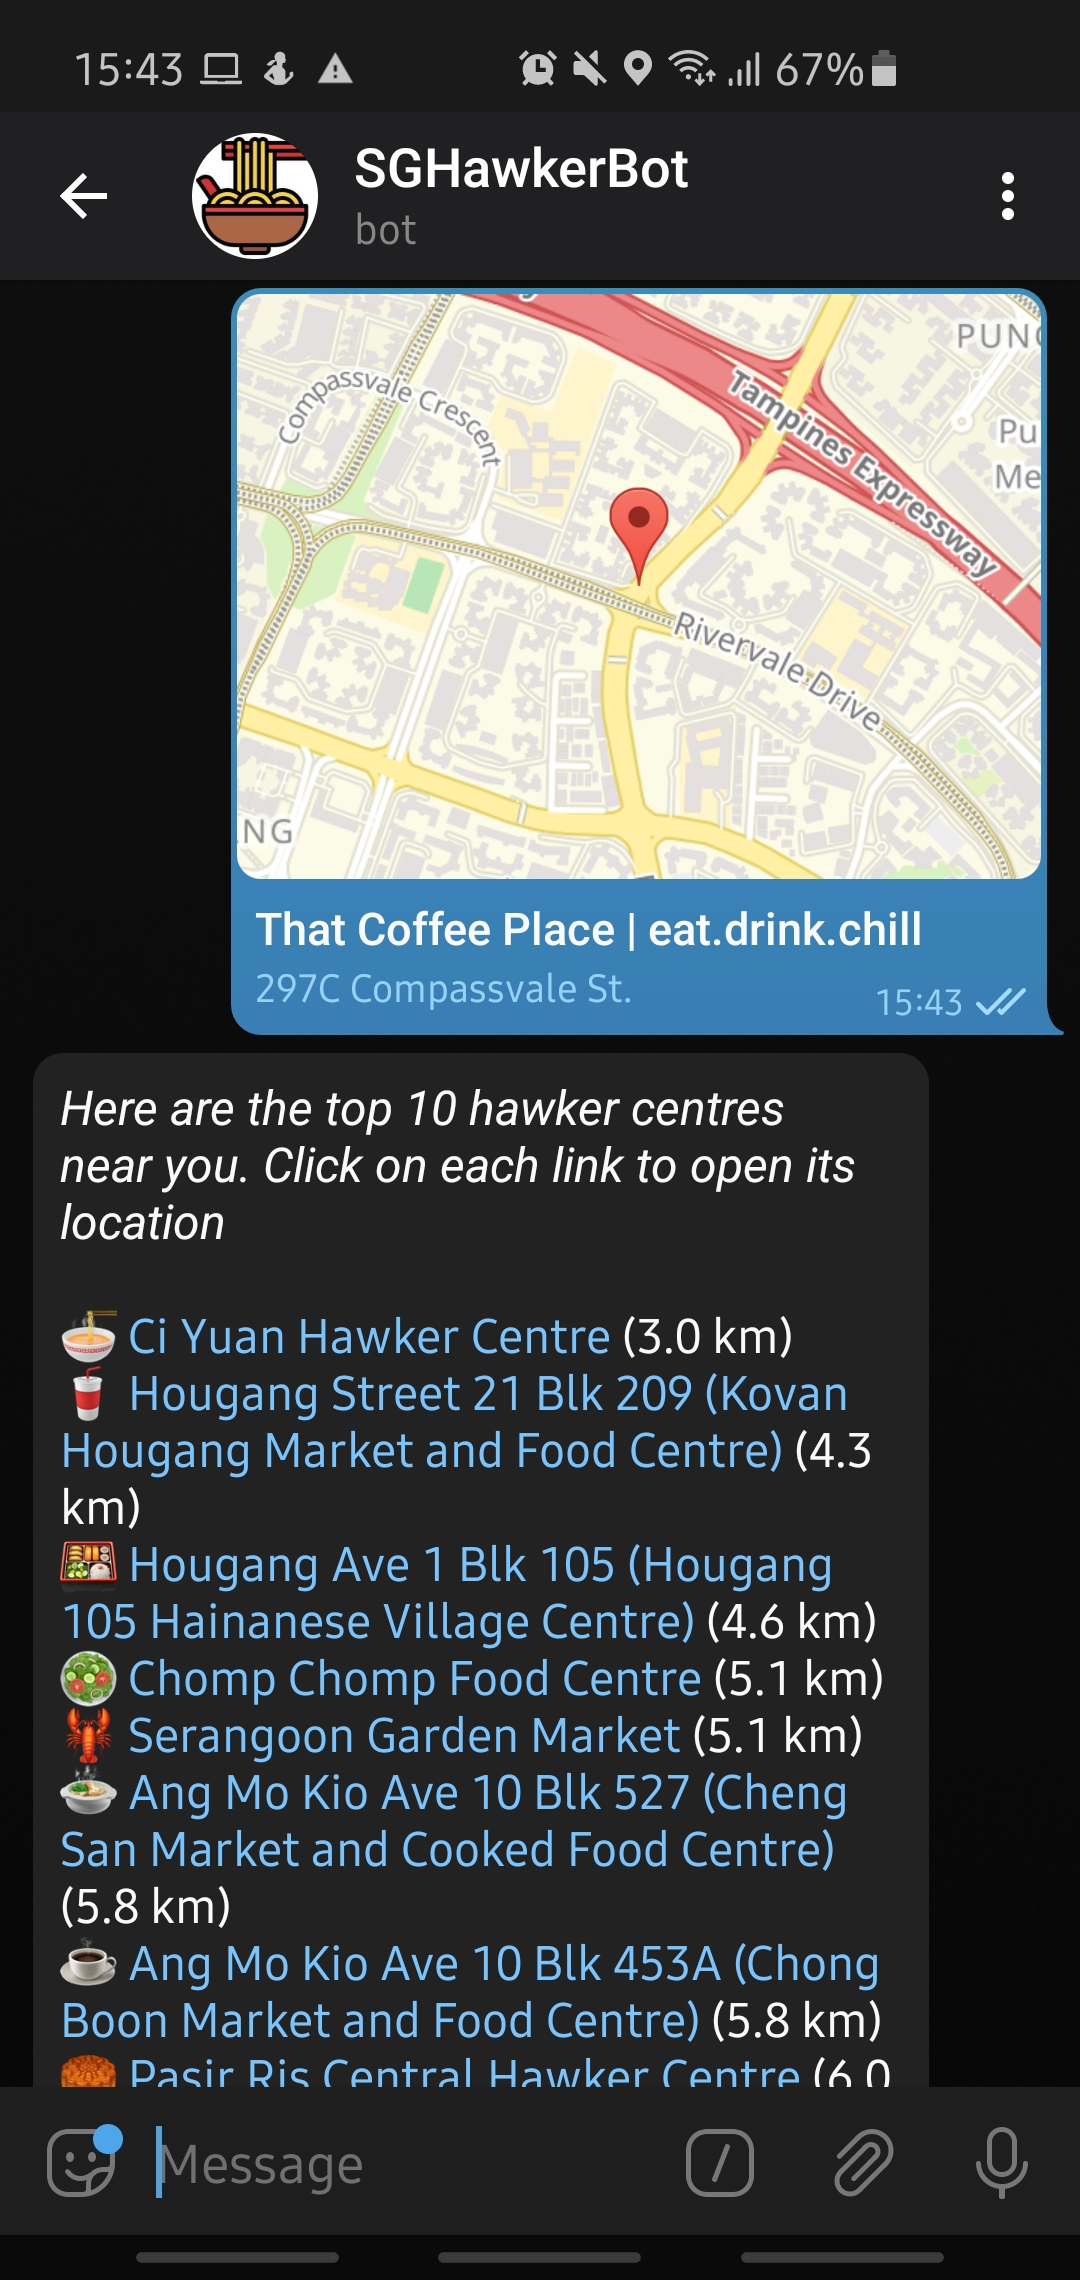 15:43
67%
SGHawkerBot
bot
Compassvale Crescent
Tampines Expressway
PUN
Pu
Me
Rivervale Drive
NG
That Coffee Place | eat.drink.chill
297C Compassvale St.
15:43
Here are the top 10 hawker centres
near you. Click on each link to open its
location
Ci Yuan Hawker Centre (3.0 km)
Hougang Street 21 Blk 209 (Kovan
Hougang Market and Food Centre) (4.3
km)
Hougang Ave 1 Blk 105 (Hougang
105 Hainanese Village Centre) (4.6 km)
Chomp Chomp Food Centre (5.1 km)
Serangoon Garden Market (5.1 km)
Ang Mo Kio Ave 10 Blk 527 (Cheng
San Market and Cooked Food Centre)
(5.8 km)
Ang Mo Kio Ave 10 Blk 453A (Chong
Boon Market and Food Centre) (5.8 km)
Pasir Ris Central Hawker Centre (6.0
Message